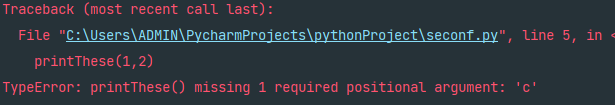 Traceback (most recent call last):
File "C:\Users\ADMIN\PycharmProjects\pythonProject\seconf.py", line 5, in <
printThese(1,2)
TypeError: printThese() missing 1 required positional argument: 'c'